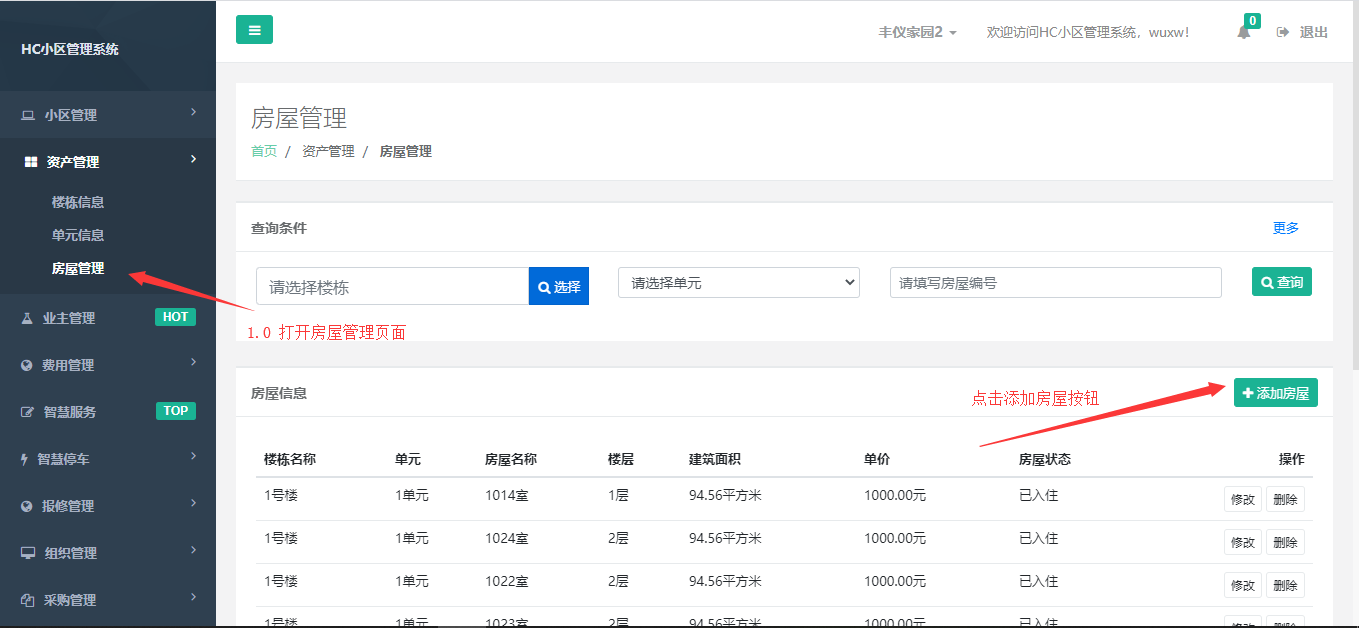 HC小区管理系统
丰仪家园2
欢迎访问HC小区管理系统，wuxw!
0
退出
小区管理
资产管理
楼栋信息
单元信息
房屋管理
业主管理 HOT
费用管理
智慧服务 TOP
智慧停车
报修管理
组织管理
采购管理
房屋管理
首页 / 资产管理 / 房屋管理
查询条件 更多
请选择楼栋 选择 请选择单元 请填写房屋编号 查询
1.0 打开房屋管理页面
房屋信息 点击添加房屋按钮 添加房屋
楼栋名称 单元 房屋名称 楼层 建筑面积 单价 房屋状态 操作
1号楼 1单元 1014室 1层 94.56平方米 1000.00元 已入住 修改 删除
1号楼 1单元 1024室 2层 94.56平方米 1000.00元 已入住 修改 删除
1号楼 1单元 1022室 2层 94.56平方米 1000.00元 已入住 修改 删除
1号楼 1单元 1023室 2层 94.56平方米 1000.00元 已入住 修改 删除